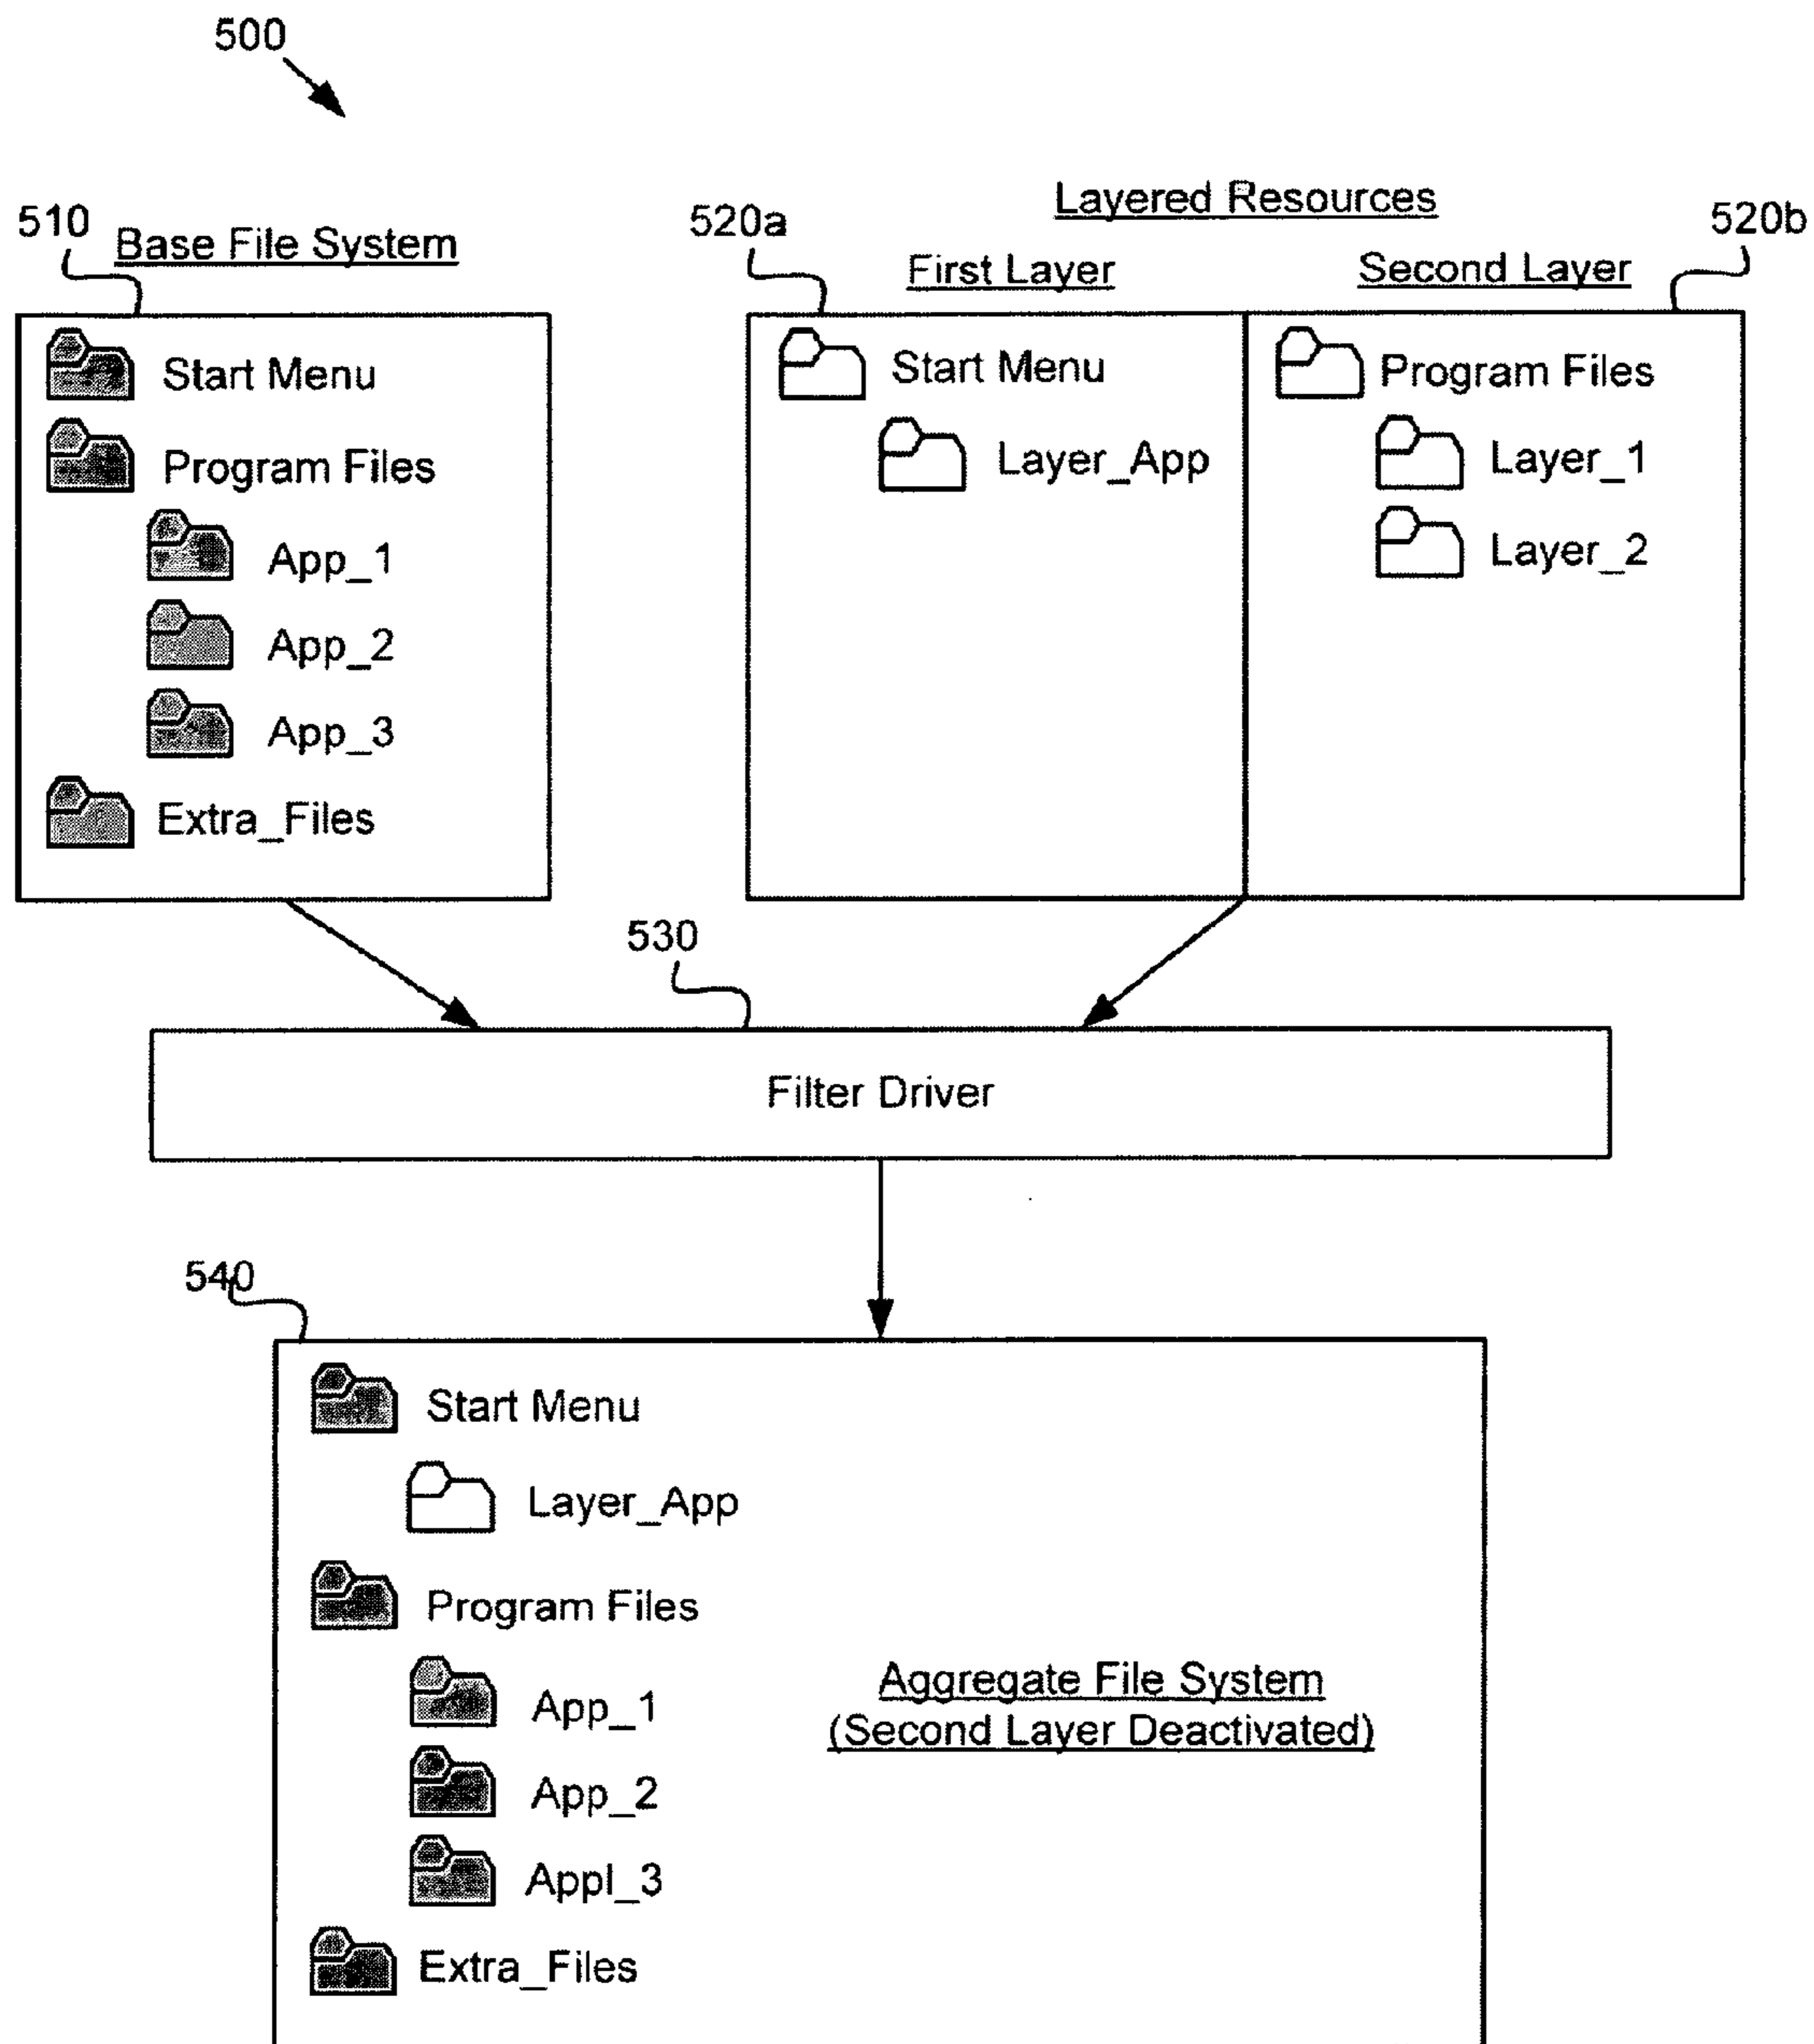 500
Layered Resources
510
Base File System
520a
First Layer
Second Layer
520b
Start Menu
Program Files
App_1
App_2
App_3
Extra_Files
Start Menu
Layer_App
Program Files
Layer_1
Layer_2
530
Filter Driver
540
Start Menu
Layer_App
Program Files
App_1
App_2
Appl_3
Extra_Files
Aggregate File System
(Second Layer Deactivated)